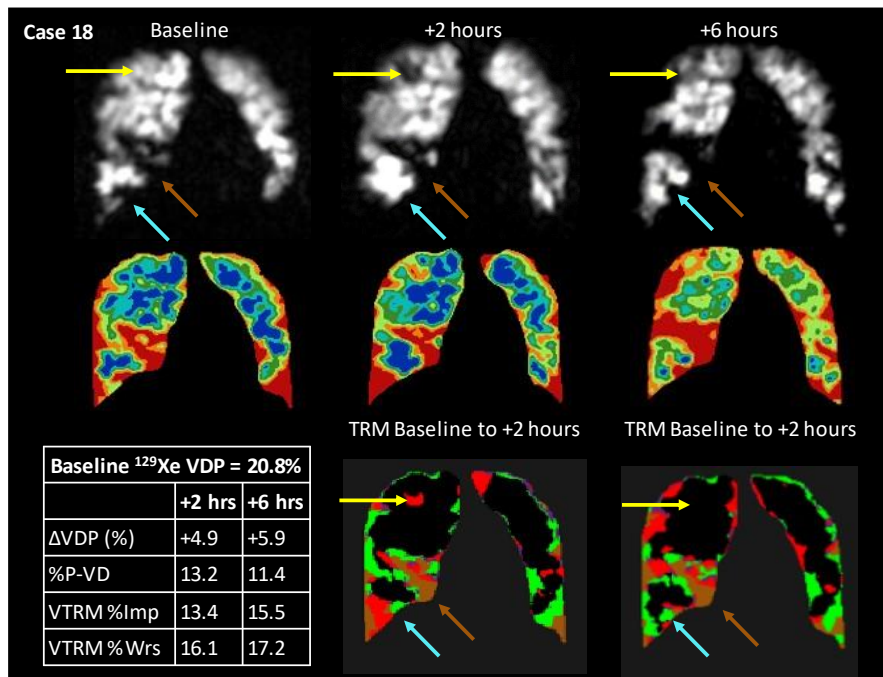 Case 18
Baseline
+2 hours
+6 hours
TRM Baseline to +2 hours
TRM Baseline to +2 hours
Baseline ¹²⁹Xe VDP = 20.8%
+2 hrs +6 hrs
ΔVDP (%) +4.9 +5.9
%P-VD 13.2 11.4
VTRM %Imp 13.4 15.5
VTRM %Wrs 16.1 17.2